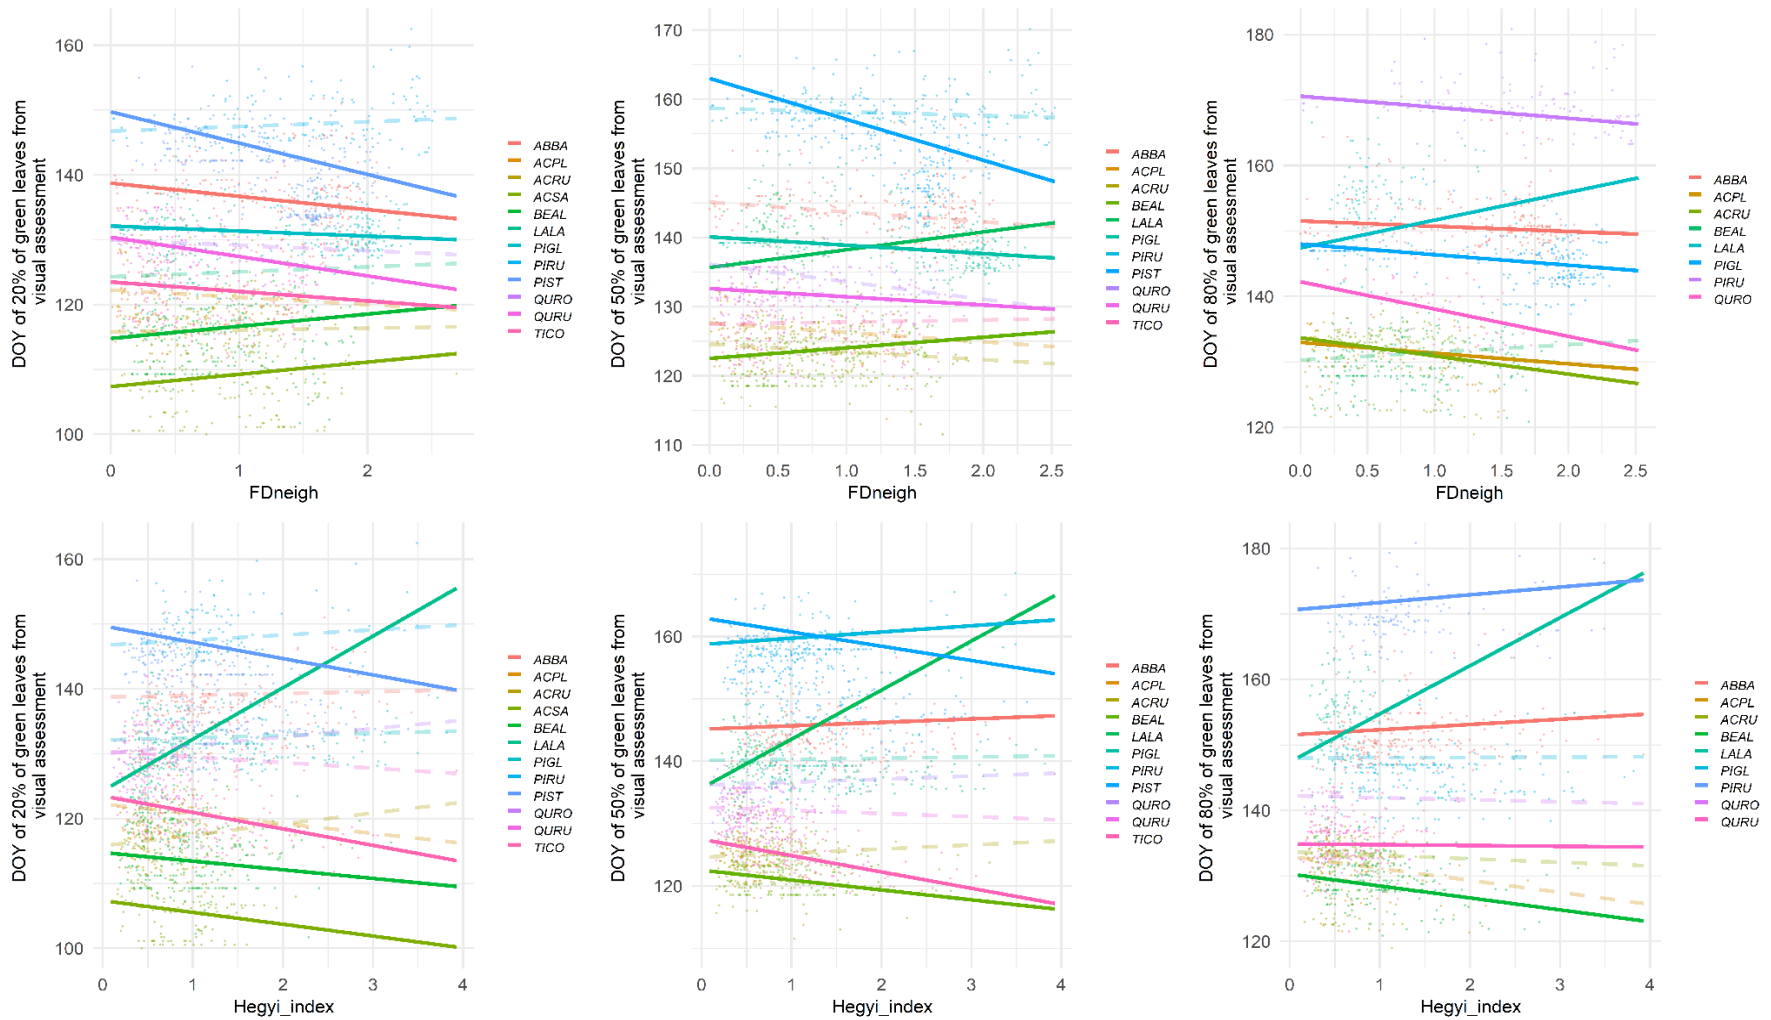 DOY of 20% of green leaves from
visual assessment
160
140
120
100
0
1
2
FDneigh
ABBA
ACPL
ACRU
ACSA
BEAL
LALA
PIGL
PIRU
PIST
QURO
QURU
TICO
DOY of 50% of green leaves from
visual assessment
170
160
150
140
130
120
110
0.0
0.5
1.0
1.5
2.0
2.5
FDneigh
ABBA
ACPL
ACRU
BEAL
LALA
PIGL
PIRU
PIST
QURO
QURU
TICO
DOY of 80% of green leaves from
visual assessment
180
160
140
120
0.0
0.5
1.0
1.5
2.0
2.5
FDneigh
ABBA
ACPL
ACRU
BEAL
LALA
PIGL
PIRU
QURO
DOY of 20% of green leaves from
visual assessment
160
140
120
100
0
1
2
3
4
Hegyi_index
ABBA
ACPL
ACRU
ACSA
BEAL
LALA
PIGL
PIRU
PIST
QURO
QURU
TICO
DOY of 50% of green leaves from
visual assessment
160
140
120
0
1
2
3
4
Hegyi_index
ABBA
ACPL
ACRU
BEAL
LALA
PIGL
PIRU
PIST
QURO
QURU
TICO
DOY of 80% of green leaves from
visual assessment
180
160
140
120
0
1
2
3
4
Hegyi_index
ABBA
ACPL
ACRU
BEAL
LALA
PIGL
PIRU
QURO
QURU